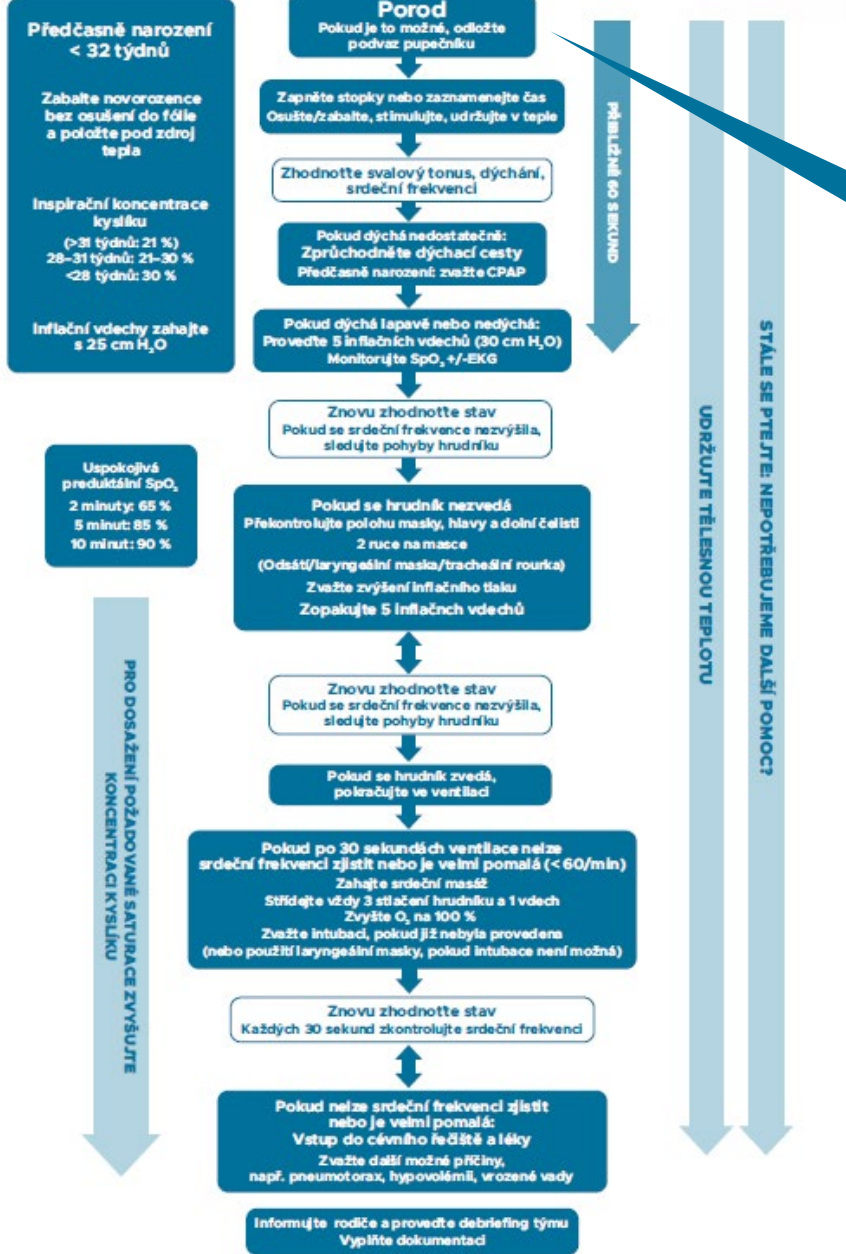 Předčasně narození
< 32 týdnů
Zabalte novorozence
bez osušení do fólie
a položte pod zdroj
tepla
Inspirační koncentrace
kyslíku
(>31 týdnů: 21 %)
28–31 týdnů: 21–30 %
<28 týdnů: 30 %
Inflační vdechy zahajte
s 25 cm H₂O
Porod
Pokud je to možné, odložte
podvaz pupečníku
Zapněte stopky nebo zaznamenejte čas
Osušte/zabalte, stimulujte, udržujte v teple
Zhodnoťte svalový tonus, dýchání,
srdeční frekvenci
Pokud dýchá nedostatečně:
Zprůchodněte dýchací cesty
Předčasně narození: zvažte CPAP
Pokud dýchá lapavě nebo nedýchá:
Proveďte 5 inflačních vdechů (30 cm H₂O)
Monitorujte SpO₂ +/-EKG
PŘIBLIŽNĚ 60 SEKUND
Znovu zhodnoťte stav
Pokud se srdeční frekvence nezvýšila,
sledujte pohyby hrudníku
Uspokojivá
preduktální SpO₂
2 minuty: 65 %
5 minut: 85 %
10 minut: 90 %
Pokud se hrudník nezvedá
Překontrolujte polohu masky, hlavy a dolní čelisti
2 ruce na masce
(Odsátí/laryngeální maska/tracheální rourka)
Zvažte zvýšení inflačního tlaku
Zopakujte 5 inflačnch vdechů
Znovu zhodnoťte stav
Pokud se srdeční frekvence nezvýšila,
sledujte pohyby hrudníku
Pokud se hrudník zvedá,
pokračujte ve ventilaci
Pokud po 30 sekundách ventilace nelze
srdeční frekvenci zjistit nebo je velmi pomalá (< 60/min)
Zahajte srdeční masáž
Střídejte vždy 3 stlačení hrudníku a 1 vdech
Zvyšte O₂ na 100 %
Zvažte intubaci, pokud již nebyla provedena
(nebo použití laryngeální masky, pokud intubace není možná)
Znovu zhodnoťte stav
Každých 30 sekund zkontrolujte srdeční frekvenci
Pokud nelze srdeční frekvenci zjistit
nebo je velmi pomalá:
Vstup do cévního řečiště a léky
Zvažte další možné příčiny,
např. pneumotorax, hypovolémii, vrozené vady
Informujte rodiče a proveďte debriefing týmu
Vyplňte dokumentaci
PRO DOSAŽENÍ POŽADOVANÉ SATURACE ZVYŠUJTE
KONCENTRACI KYSLÍKU
UDRŽUJTE TĚLESNOU TEPLOTU
STÁLE SE PTEJTE: NEPOTŘEBUJEME DALŠÍ POMOC?